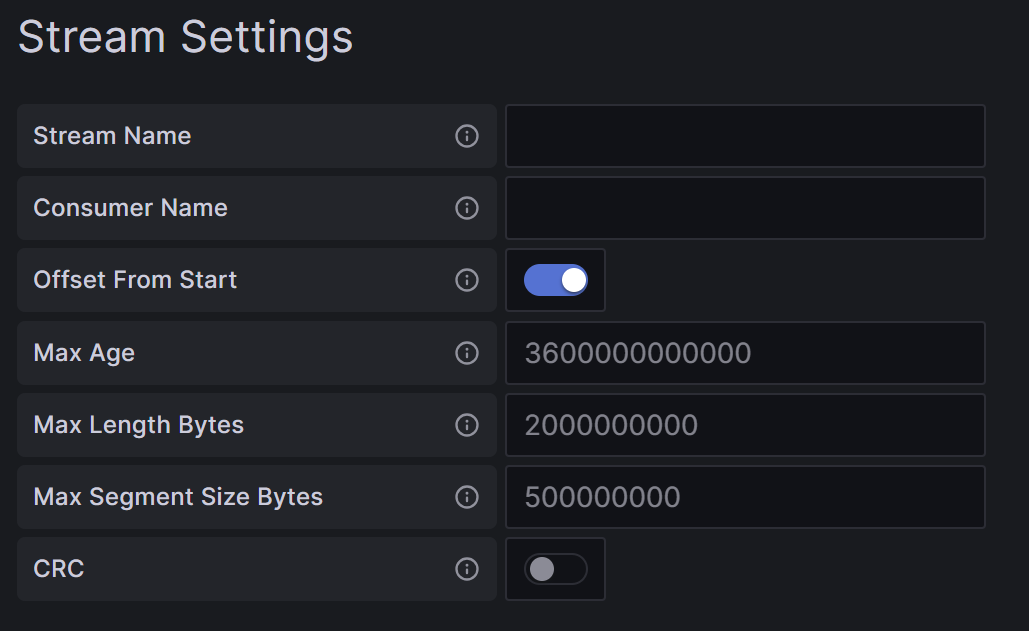 Stream Settings
Stream Name
Consumer Name
Offset From Start
Max Age 3600000000000
Max Length Bytes 2000000000
Max Segment Size Bytes 500000000
CRC